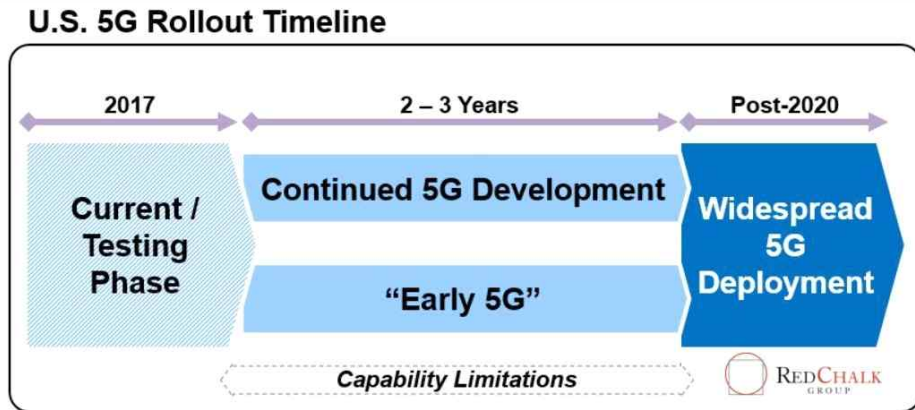 U.S. 5G Rollout Timeline
2017
2 – 3 Years
Post-2020
Current /
Testing
Phase
Continued 5G Development
“Early 5G”
Widespread
5G
Deployment
Capability Limitations
REDCHALK
GROUP